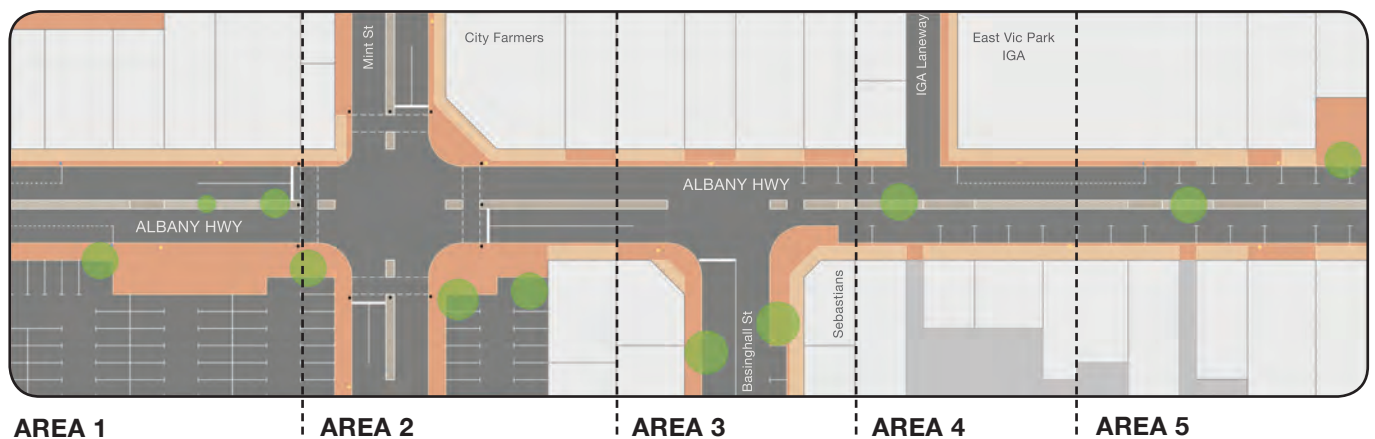 Mint St
City Farmers
IGA Laneway
East Vic Park
IGA
ALBANY HWY
ALBANY HWY
Basinghall St
Sebastians
AREA 1
AREA 2
AREA 3
AREA 4
AREA 5